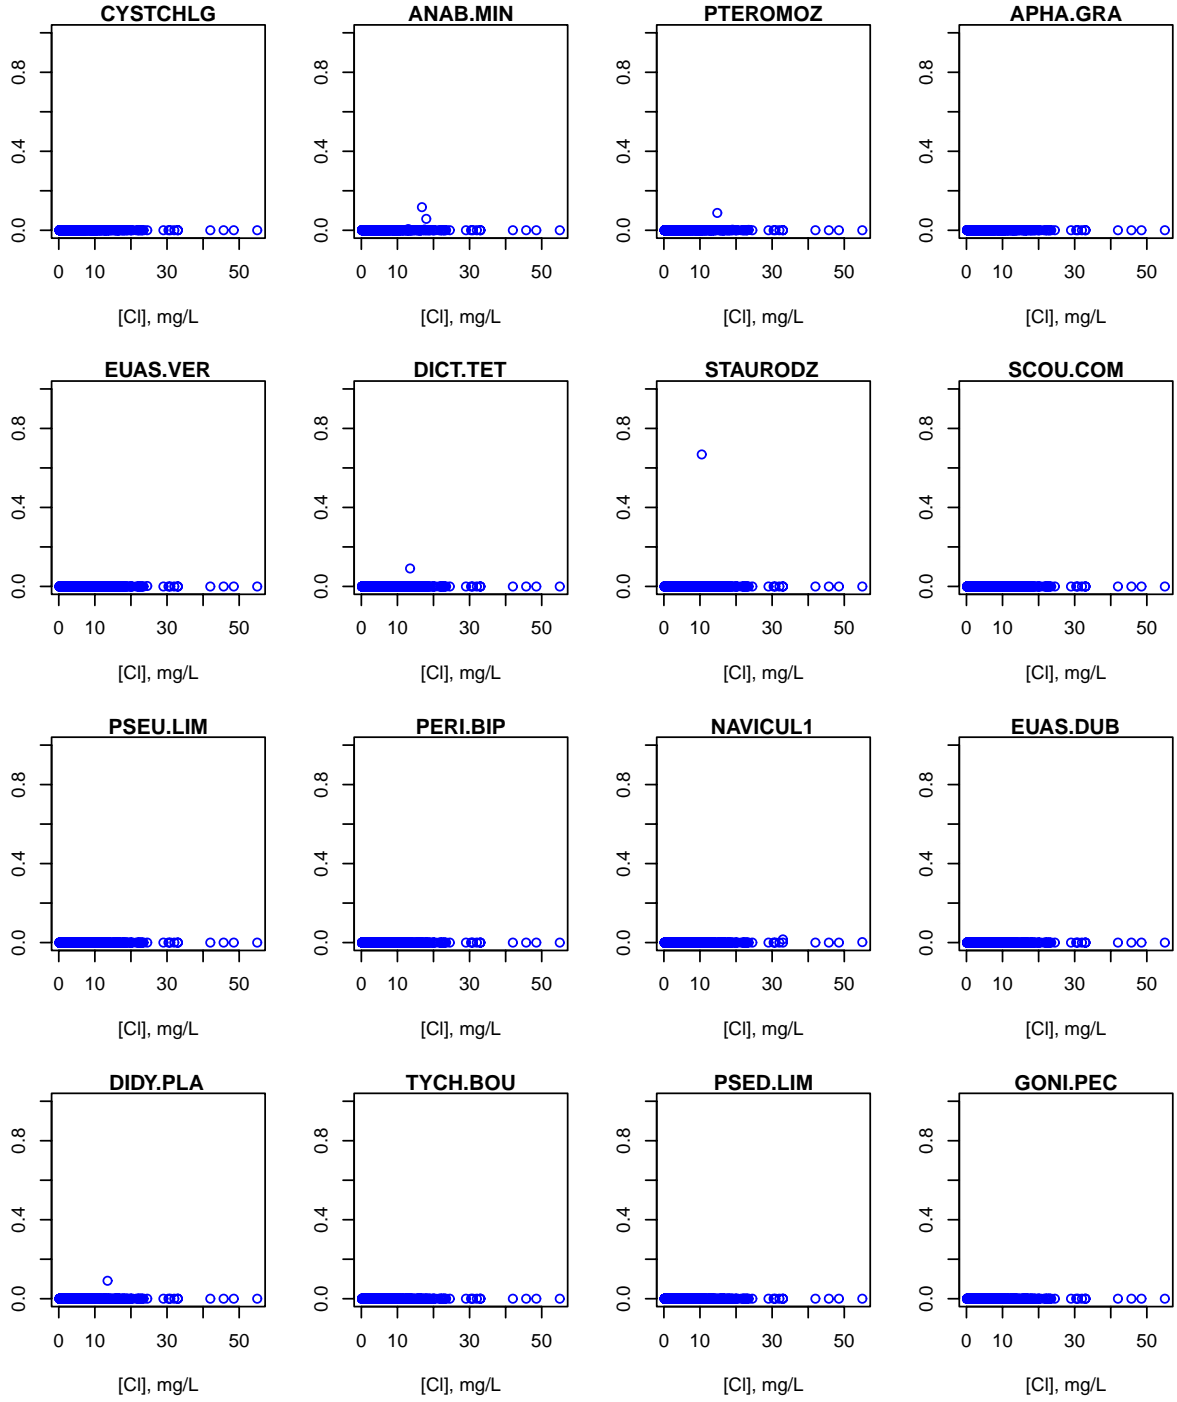 CYSTCHLG ANAB.MIN PTEROMOZ APHA.GRA
0.8 0.8 0.8 0.8
0.4 0.4 0.4 0.4
0.0 0.0 0.0 0.0
0 10 30 50 0 10 30 50 0 10 30 50 0 10 30 50
[Cl], mg/L [Cl], mg/L [Cl], mg/L [Cl], mg/L
EUAS.VER DICT.TET STAURODZ SCOU.COM
0.8 0.8 0.8 0.8
0.4 0.4 0.4 0.4
0.0 0.0 0.0 0.0
0 10 30 50 0 10 30 50 0 10 30 50 0 10 30 50
[Cl], mg/L [Cl], mg/L [Cl], mg/L [Cl], mg/L
PSEU.LIM PERI.BIP NAVICUL1 EUAS.DUB
0.8 0.8 0.8 0.8
0.4 0.4 0.4 0.4
0.0 0.0 0.0 0.0
0 10 30 50 0 10 30 50 0 10 30 50 0 10 30 50
[Cl], mg/L [Cl], mg/L [Cl], mg/L [Cl], mg/L
DIDY.PLA TYCH.BOU PSED.LIM GONI.PEC
0.8 0.8 0.8 0.8
0.4 0.4 0.4 0.4
0.0 0.0 0.0 0.0
0 10 30 50 0 10 30 50 0 10 30 50 0 10 30 50
[Cl], mg/L [Cl], mg/L [Cl], mg/L [Cl], mg/L